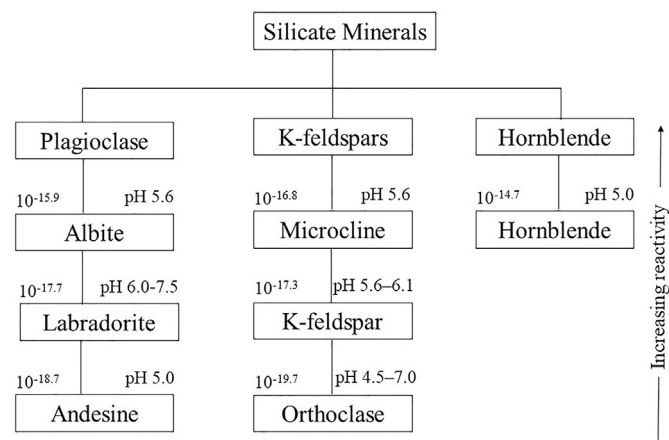 Silicate Minerals
Plagioclase
K-feldspars
Hornblende
10-15.9 pH 5.6
10-16.8 pH 5.6
10-14.7 pH 5.0
Albite
Microcline
Hornblende
10-17.7 pH 6.0-7.5
10-17.3 pH 5.6–6.1
Labradorite
K-feldspar
10-18.7 pH 5.0
10-19.7 pH 4.5–7.0
Andesine
Orthoclase
Increasing reactivity